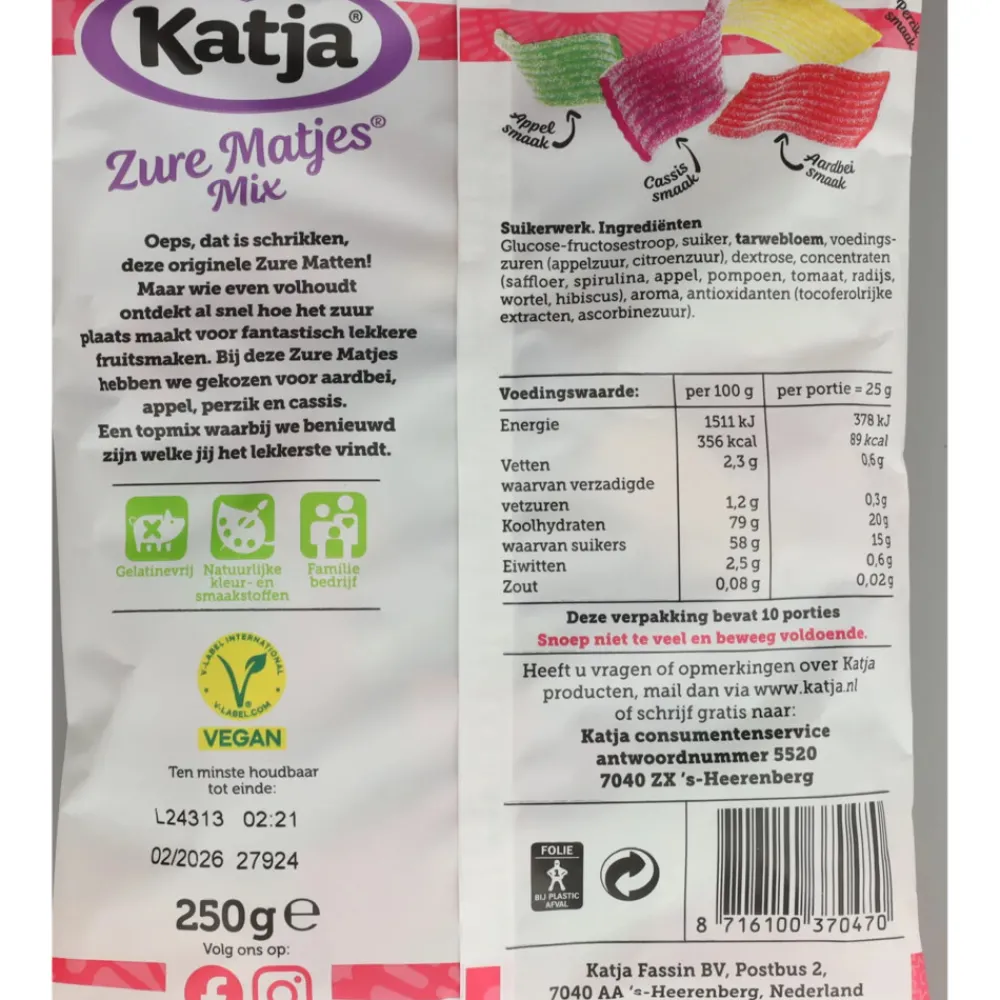 Katja®
Zure Matjes®
Mix
Oeps, dat is schrikken,
deze originele Zure Matten!
Maar wie even volhoudt
ontdekt al snel hoe het zuur
plaats maakt voor fantastisch lekkere
fruitsmaken. Bij deze Zure Matjes
hebben we gekozen voor aardbei,
appel, perzik en cassis.
Een topmix waarbij we benieuwd
zijn welke jij het lekkerste vindt.
Gelatinevrij
Natuurlijke
kleur- en
smaakstoffen
Familie
bedrijf
V-LABEL INTERNATIONAL
V-LABEL.COM
VEGAN
Ten minste houdbaar
tot einde:
L24313 02:21
02/2026 27924
250g e
Volg ons op:
Appel
smaak
Cassis
smaak
Aardbei
smaak
smaak
Suikerwerk. Ingrediënten
Glucose-fructosestroop, suiker, tarwebloem, voedings-
zuren (appelzuur, citroenzuur), dextrose, concentraten
(saffloer, spirulina, appel, pompoen, tomaat, radijs,
wortel, hibiscus), aroma, antioxidanten (tocoferolrijke
extracten, ascorbinezuur).
Voedingswaarde: per 100 g per portie = 25 g
Energie 1511 kJ 378 kJ
356 kcal 89 kcal
Vetten 2,3 g 0,6 g
waarvan verzadigde
vetzuren 1,2 g 0,3 g
Koolhydraten 79 g 20 g
waarvan suikers 58 g 15 g
Eiwitten 2,5 g 0,6 g
Zout 0,08 g 0,02 g
Deze verpakking bevat 10 porties
Snoep niet te veel en beweeg voldoende.
Heeft u vragen of opmerkingen over Katja
producten, mail dan via www.katja.nl
of schrijf gratis naar:
Katja consumentenservice
antwoordnummer 5520
7040 ZX 's-Heerenberg
FOLIE
1
BIJ PLASTIC
AFVAL
8 716100 370470
Katja Fassin BV, Postbus 2,
7040 AA 's-Heerenberg, Nederland